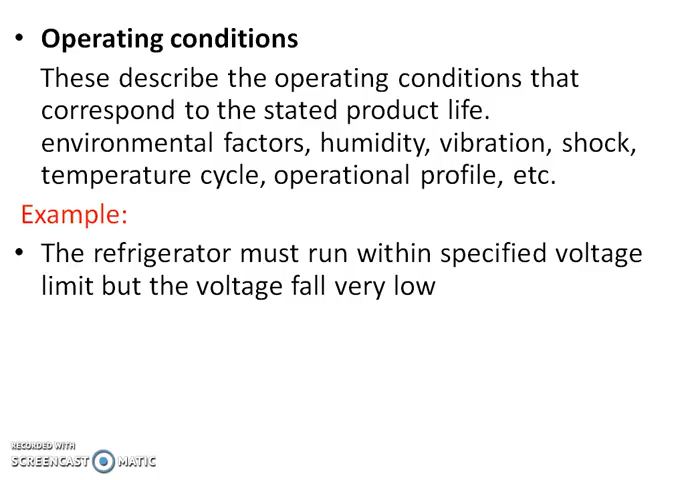 • Operating conditions
These describe the operating conditions that
correspond to the stated product life.
environmental factors, humidity, vibration, shock,
temperature cycle, operational profile, etc.
Example:
• The refrigerator must run within specified voltage
limit but the voltage fall very low
RECORDED WITH
SCREENCAST MATIC